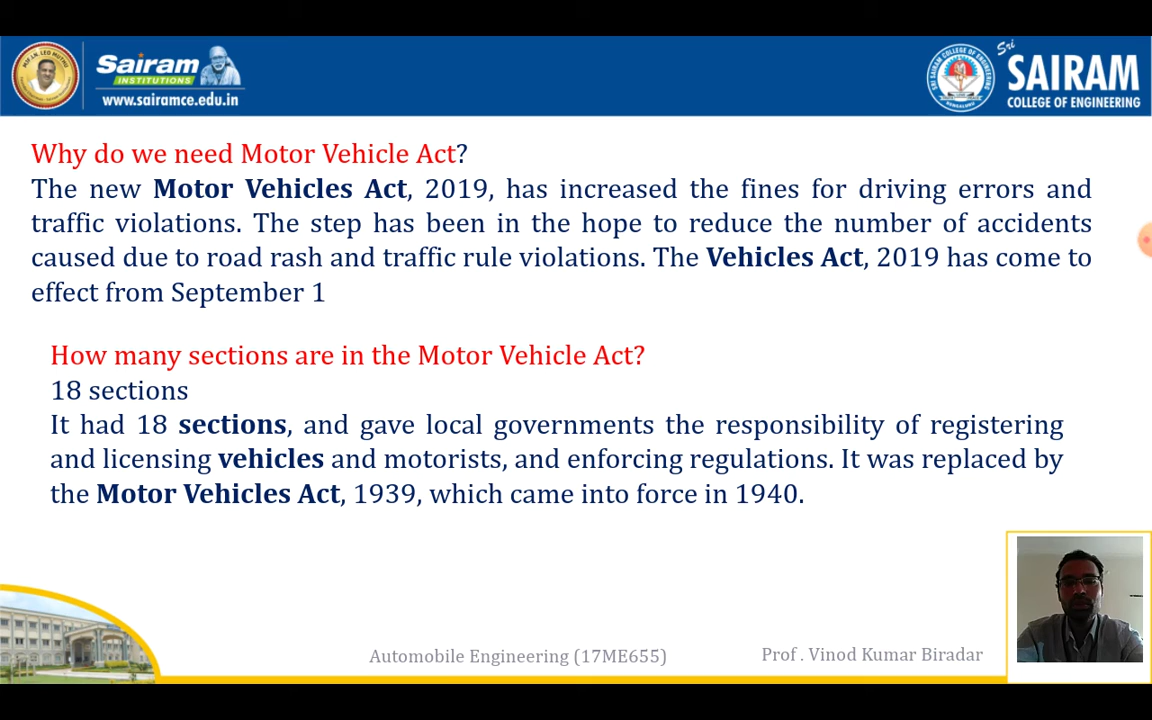 Sairam
INSTITUTIONS
www.sairamce.edu.in
Sri
SAIRAM
COLLEGE OF ENGINEERING
Why do we need Motor Vehicle Act?
The new Motor Vehicles Act, 2019, has increased the fines for driving errors and
traffic violations. The step has been in the hope to reduce the number of accidents
caused due to road rash and traffic rule violations. The Vehicles Act, 2019 has come to
effect from September 1
How many sections are in the Motor Vehicle Act?
18 sections
It had 18 sections, and gave local governments the responsibility of registering
and licensing vehicles and motorists, and enforcing regulations. It was replaced by
the Motor Vehicles Act, 1939, which came into force in 1940.
Automobile Engineering (17ME655)
Prof . Vinod Kumar Biradar